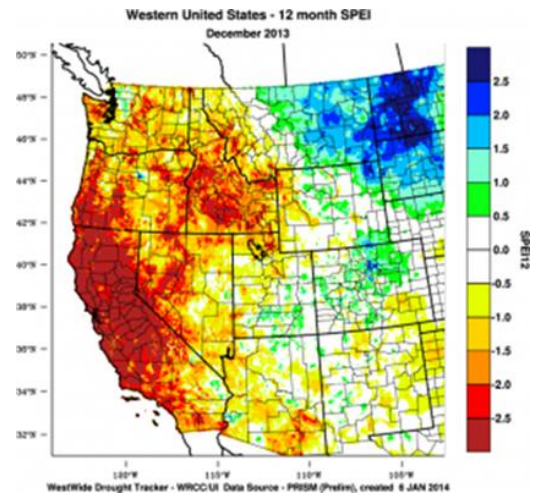 Western United States - 12 month SPEI
December 2013
50°N
48°N
46°N
44°N
42°N
40°N
38°N
36°N
34°N
32°N
120°W
115°W
110°W
105°W
2.5
2.0
1.5
1.0
0.5
0.0
-0.5
-1.0
-1.5
-2.0
-2.5
SPEI12
WestWide Drought Tracker - WRCC/UI Data Source - PRISM (Prelim), created 6 JAN 2014